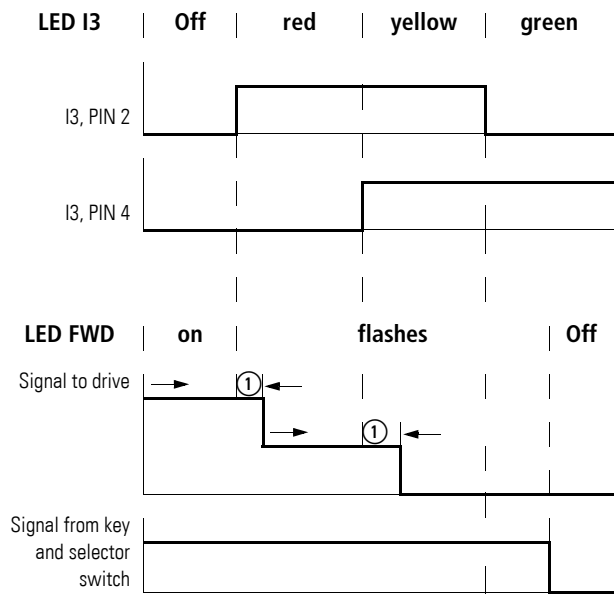 LED I3 Off red yellow green
I3, PIN 2
I3, PIN 4
LED FWD on flashes Off
Signal to drive
1
1
Signal from key
and selector
switch